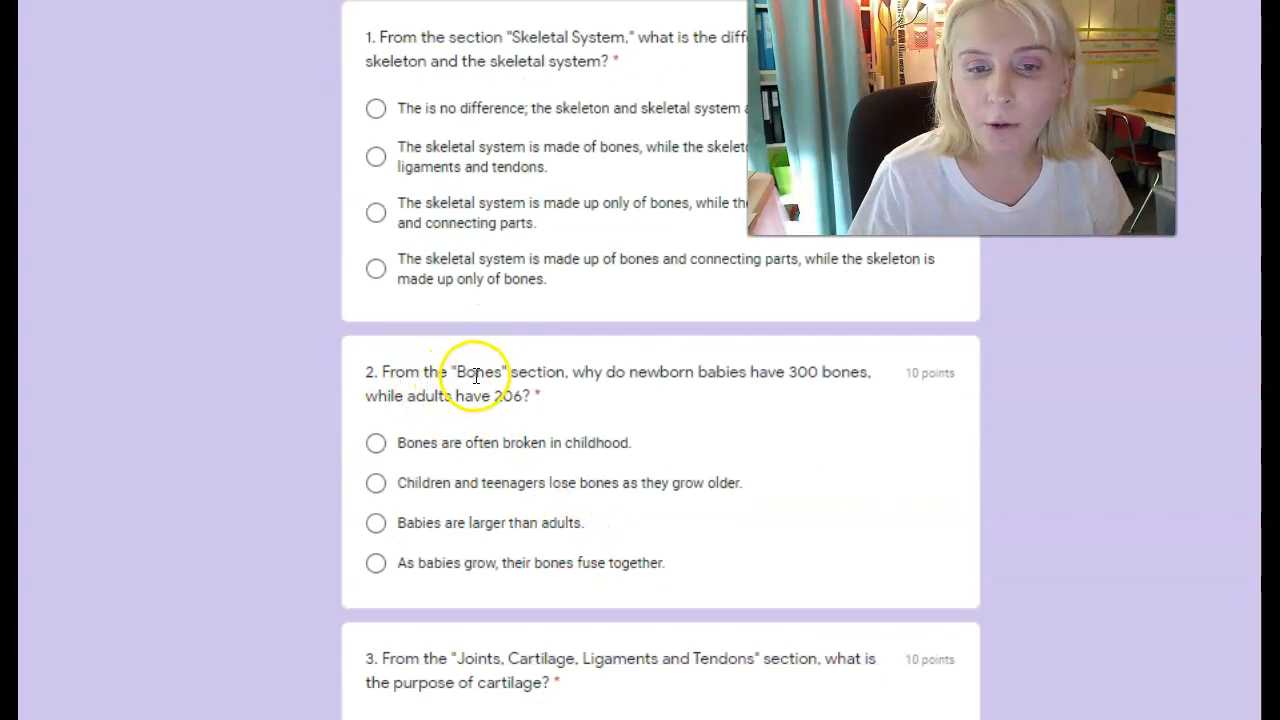 1. From the section "Skeletal System," what is the
skeleton and the skeletal system? *
The is no difference; the skeleton and skeletal system
The skeletal system is made of bones, while the
ligaments and tendons.
The skeletal system is made up only of bones, while
and connecting parts.
The skeletal system is made up of bones and connecting parts, while the skeleton is
made up only of bones.
2. From the "Bones" section, why do newborn babies have 300 bones,
10 points
while adults have 206? *
Bones are often broken in childhood.
Children and teenagers lose bones as they grow older.
Babies are larger than adults.
As babies grow, their bones fuse together.
3. From the "Joints, Cartilage, Ligaments and Tendons" section, what is
10 points
the purpose of cartilage? *